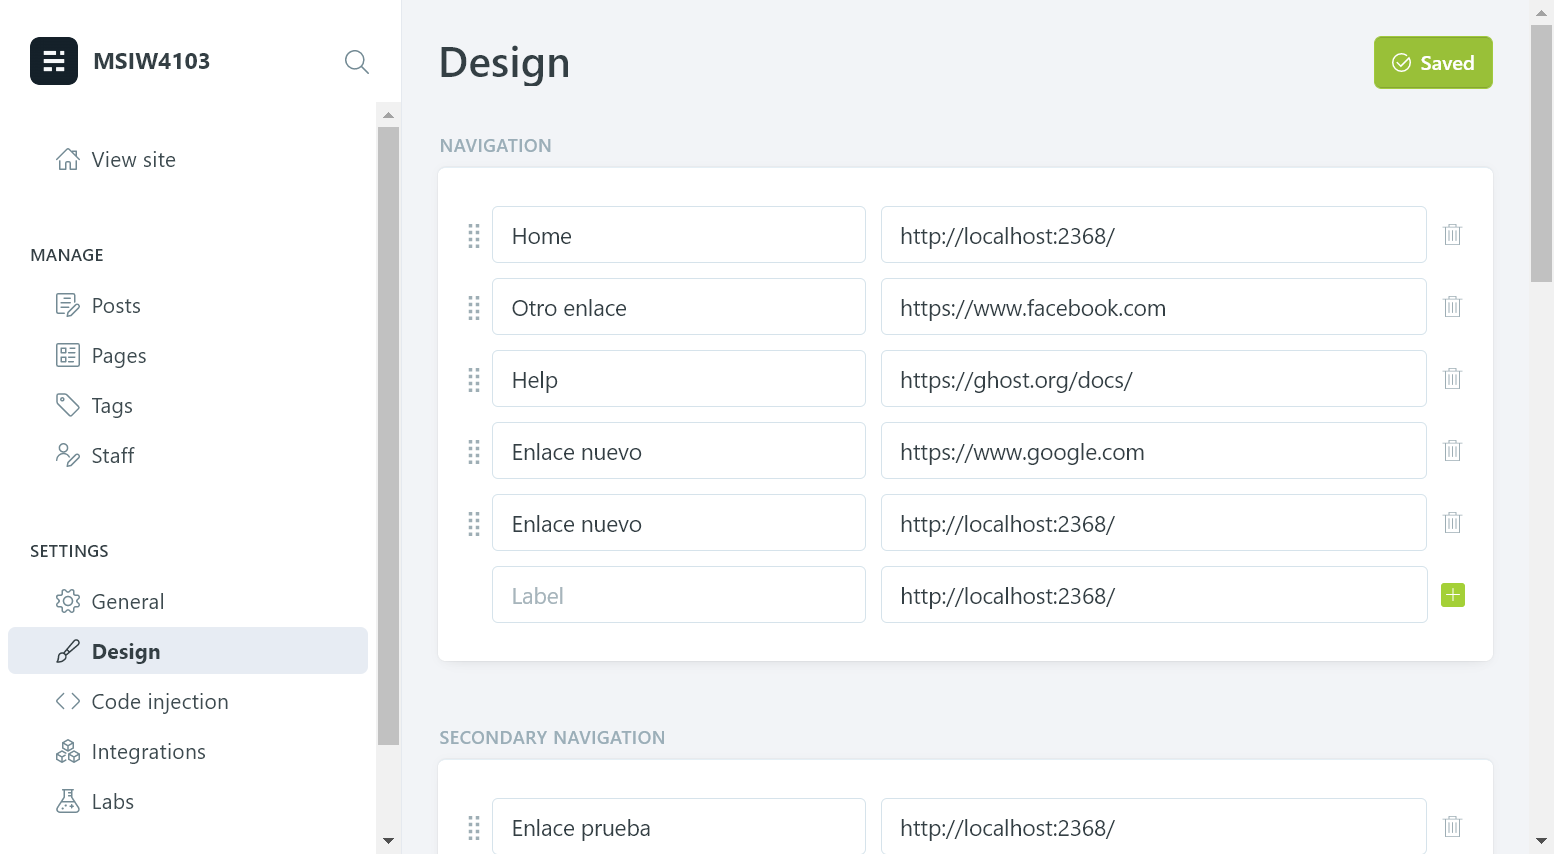 MSIW4103
View site
MANAGE
Posts
Pages
Tags
Staff
SETTINGS
General
Design
Code injection
Integrations
Labs
Design
Saved
NAVIGATION
Home http://localhost:2368/
Otro enlace https://www.facebook.com
Help https://ghost.org/docs/
Enlace nuevo https://www.google.com
Enlace nuevo http://localhost:2368/
Label http://localhost:2368/
SECONDARY NAVIGATION
Enlace prueba http://localhost:2368/